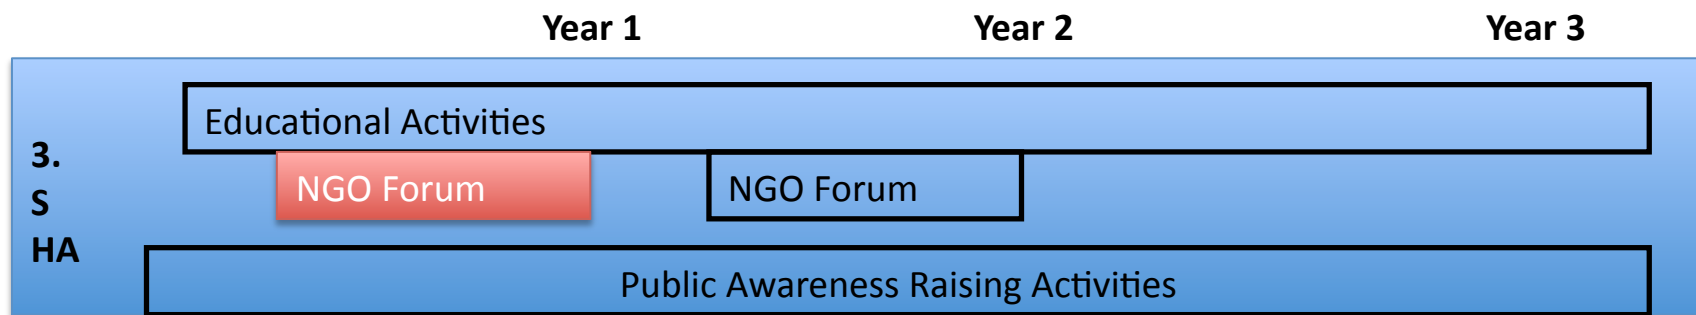 Year 1 Year 2 Year 3
Educational Activities
3.
S
HA
NGO Forum NGO Forum
Public Awareness Raising Activities